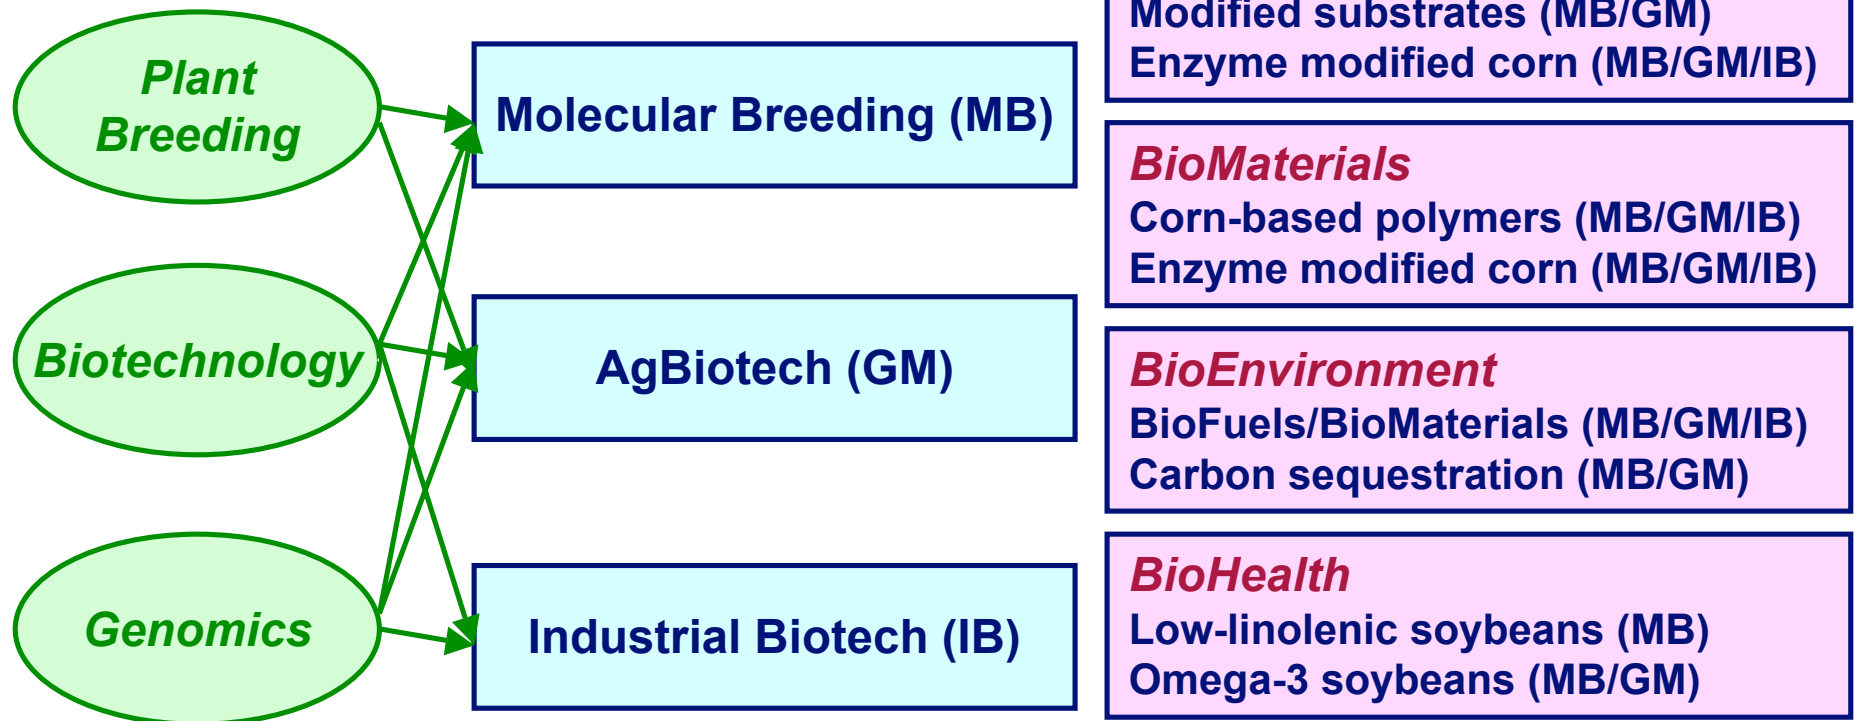 Plant
Breeding
Biotechnology
Genomics
Molecular Breeding (MB)
AgBiotech (GM)
Industrial Biotech (IB)
Modified substrates (MB/GM)
Enzyme modified corn (MB/GM/IB)
BioMaterials
Corn-based polymers (MB/GM/IB)
Enzyme modified corn (MB/GM/IB)
BioEnvironment
BioFuels/BioMaterials (MB/GM/IB)
Carbon sequestration (MB/GM)
BioHealth
Low-linolenic soybeans (MB)
Omega-3 soybeans (MB/GM)